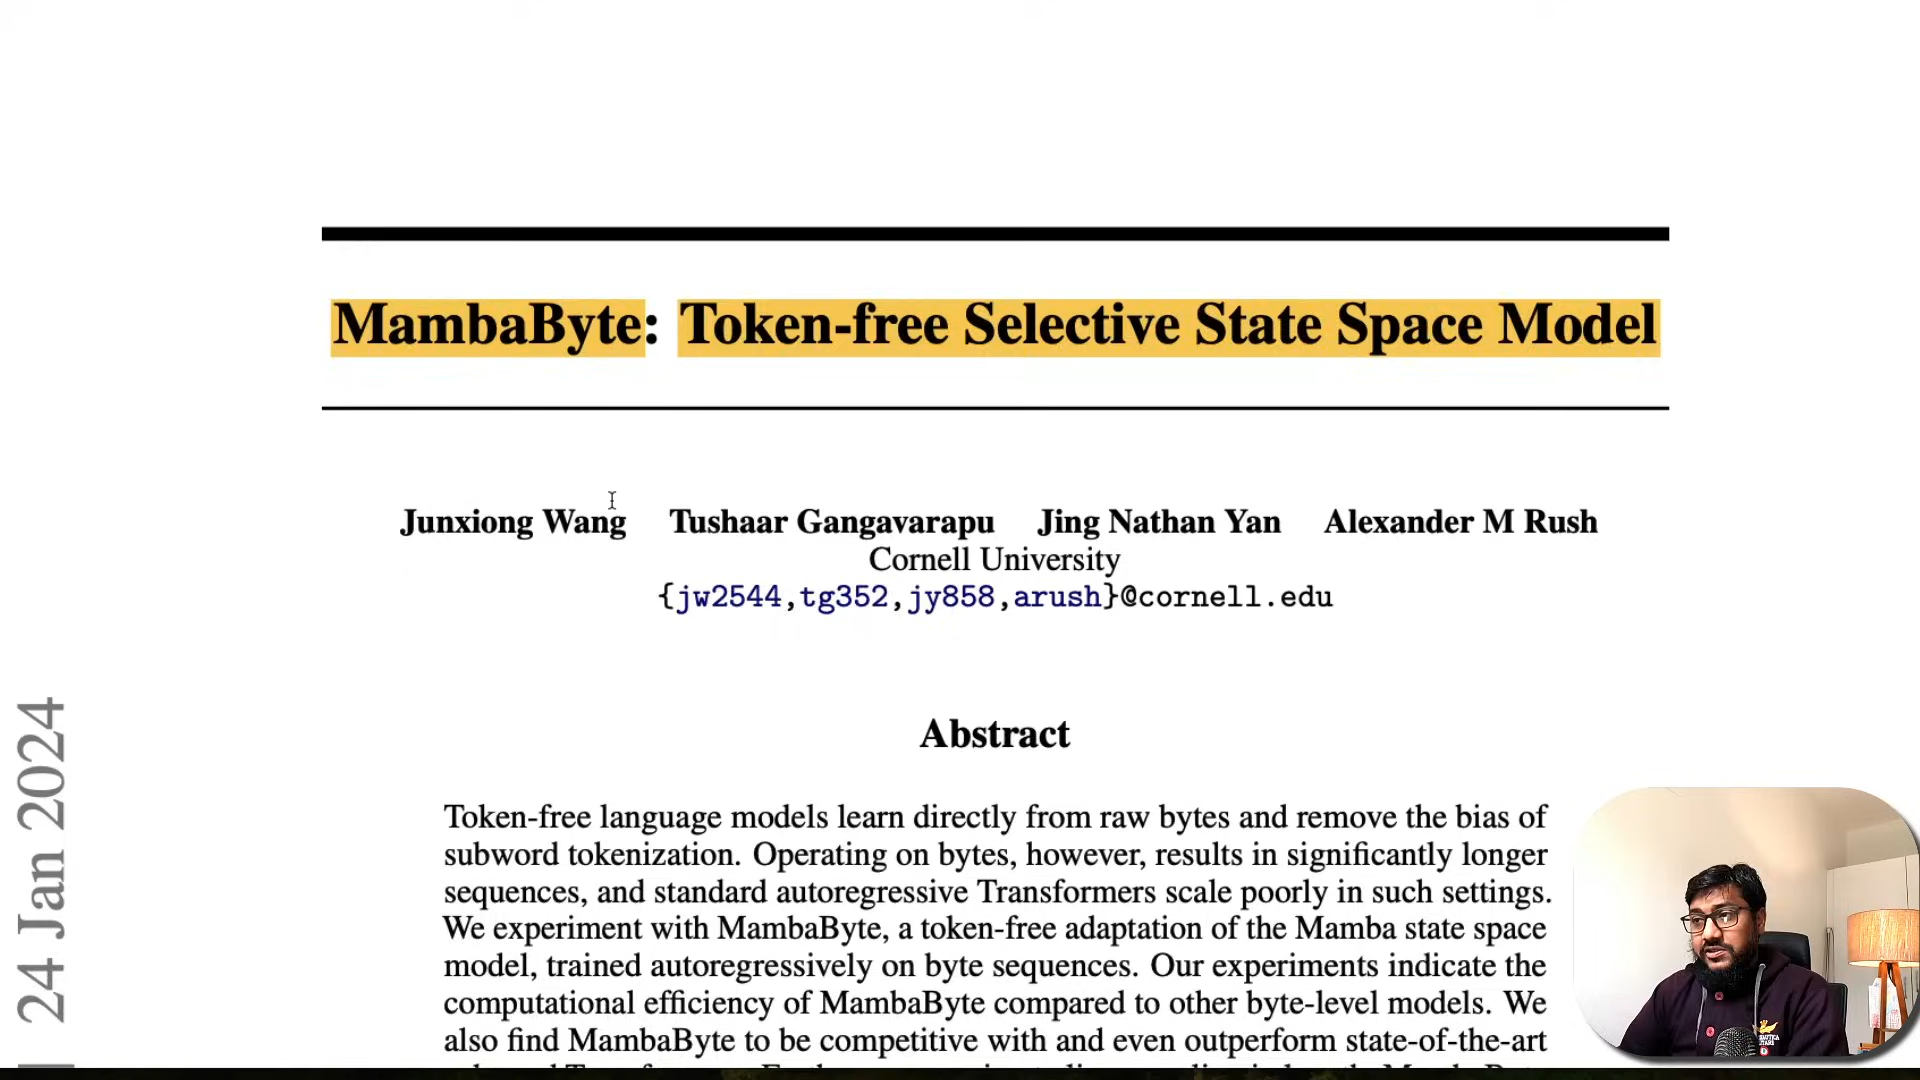 MambaByte: Token-free Selective State Space Model
Junxiong Wang Tushaar Gangavarapu Jing Nathan Yan Alexander M Rush
Cornell University
{jw2544,tg352,jy858,arush}@cornell.edu
Abstract
Token-free language models learn directly from raw bytes and remove the bias of
subword tokenization. Operating on bytes, however, results in significantly longer
sequences, and standard autoregressive Transformers scale poorly in such settings.
We experiment with MambaByte, a token-free adaptation of the Mamba state space
model, trained autoregressively on byte sequences. Our experiments indicate the
computational efficiency of MambaByte compared to other byte-level models. We
also find MambaByte to be competitive with and even outperform state-of-the-art
24 Jan 2024